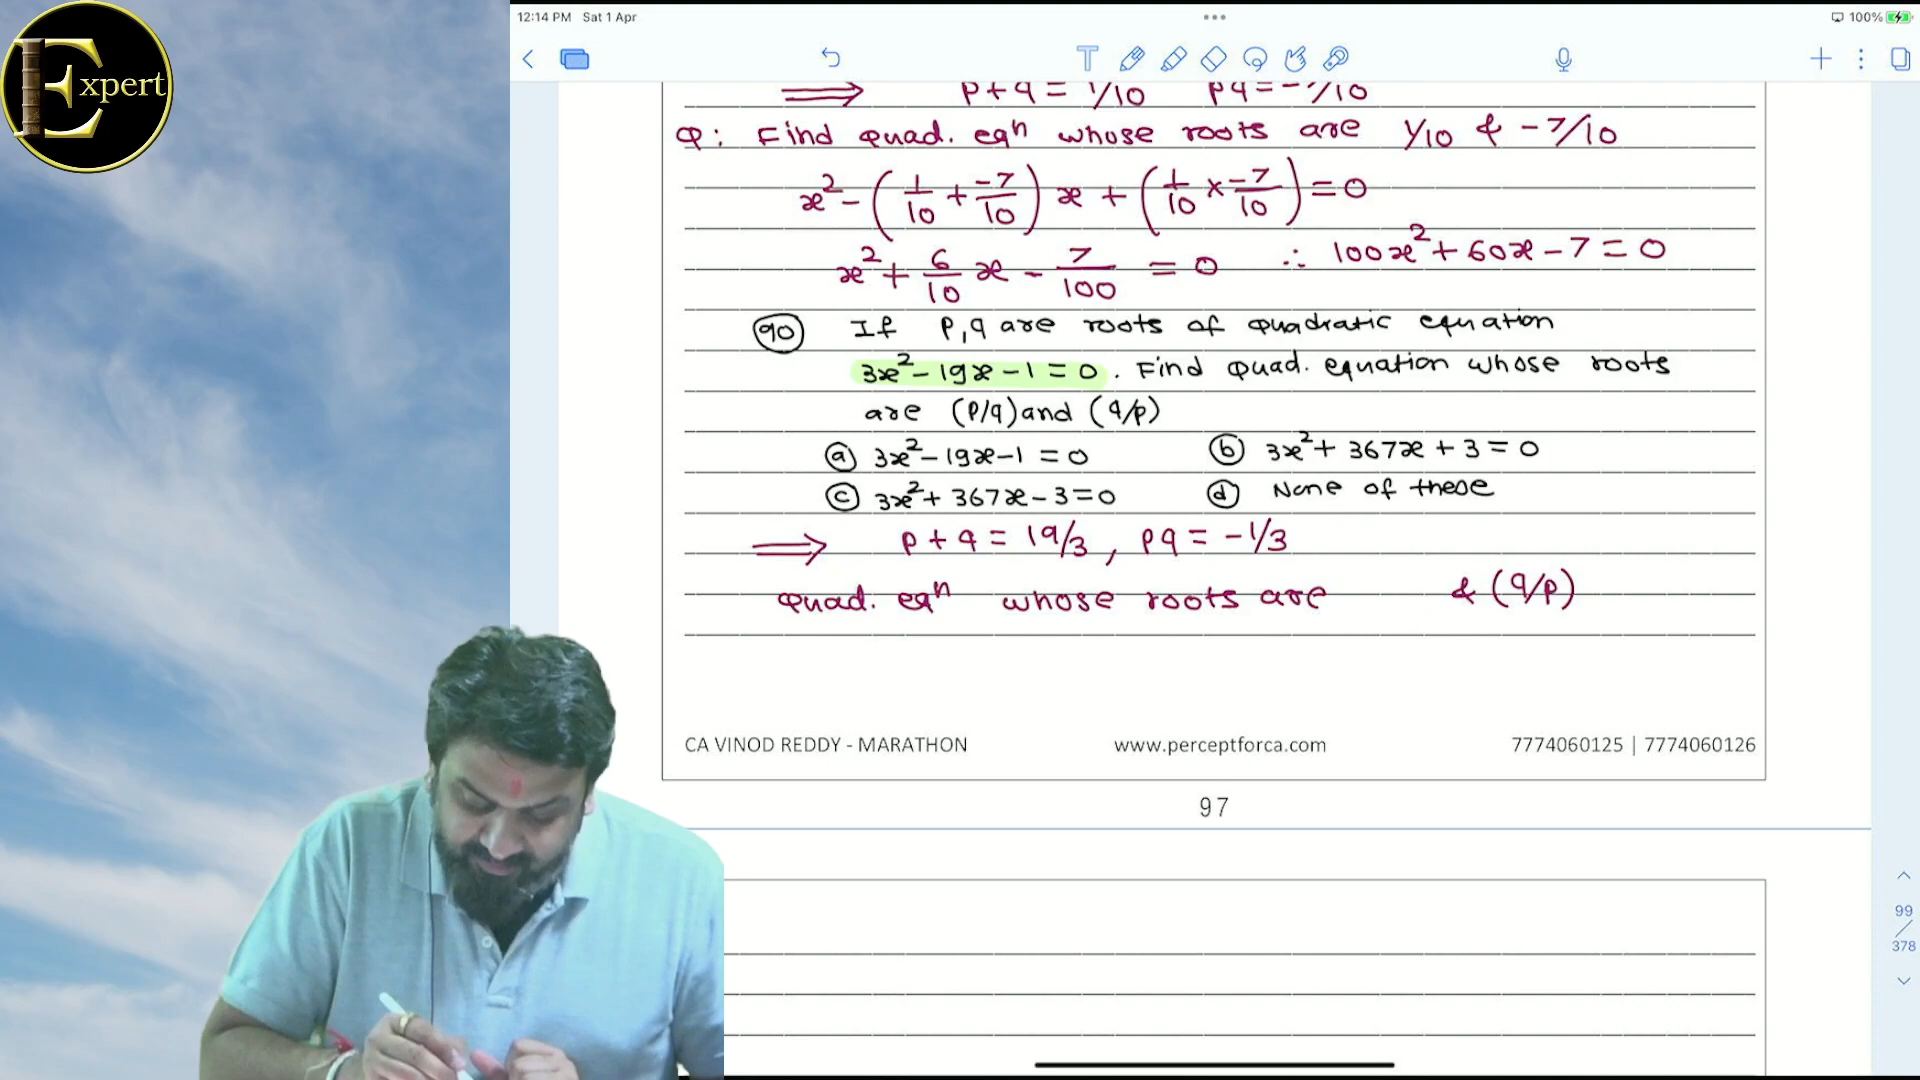 Expert
12:14 PM Sat 1 Apr
100%
⟹ p+q = 1/10 pq = -7/10
Q: Find quad. eqⁿ whose roots are 1/10 & -7/10
x² - (1/10 + -7/10) x + (1/10 × -7/10) = 0
x² + 6/10 x - 7/100 = 0 ∴ 100x² + 60x - 7 = 0
90 If p,q are roots of quadratic equation
3x² - 19x - 1 = 0. Find quad. equation whose roots
are (p/q) and (q/p)
(a) 3x² - 19x - 1 = 0 (b) 3x² + 367x + 3 = 0
(c) 3x² + 367x - 3 = 0 (d) None of these
⟹ p + q = 19/3, pq = -1/3
quad. eqⁿ whose roots are & (q/p)
CA VINOD REDDY - MARATHON www.perceptforca.com 7774060125 | 7774060126
97
99
/
378